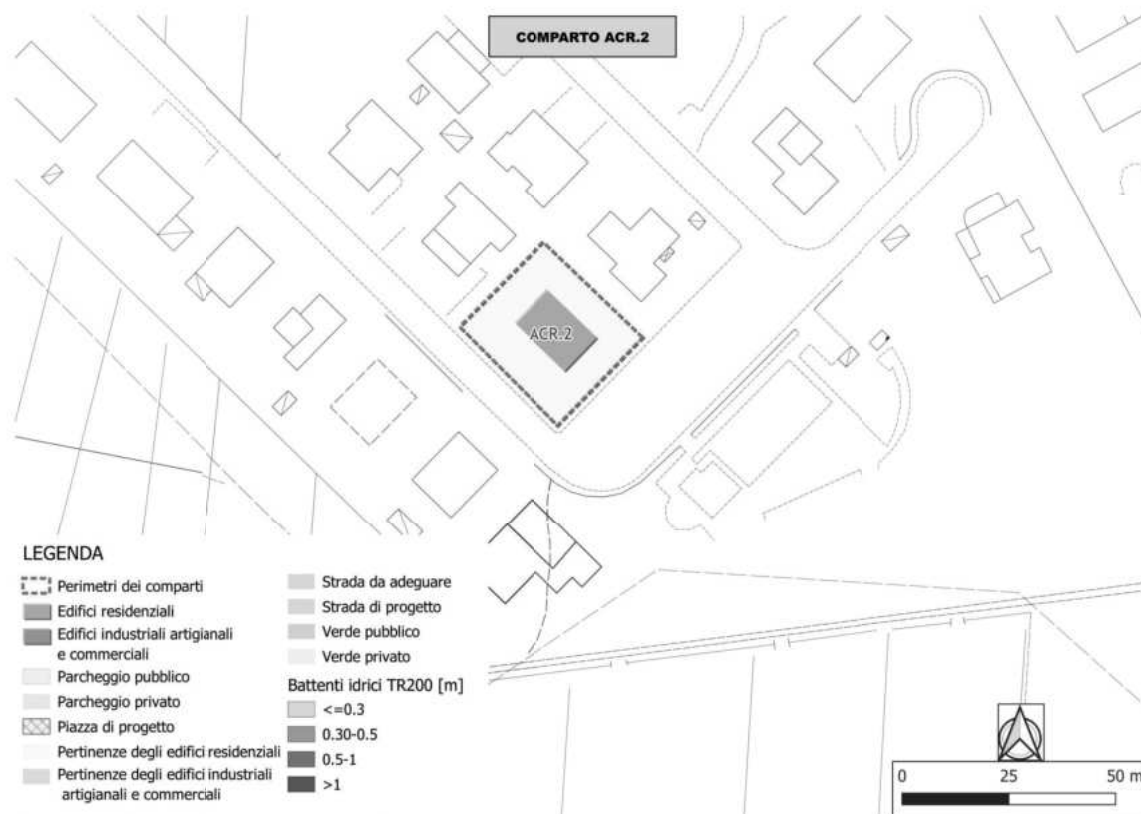 COMPARTO ACR.2
ACR.2
LEGENDA
Perimetri dei comparti
Edifici residenziali
Edifici industriali artigianali
e commerciali
Parcheggio pubblico
Parcheggio privato
Piazza di progetto
Pertinenze degli edifici residenziali
Pertinenze degli edifici industriali
artigianali e commerciali
Strada da adeguare
Strada di progetto
Verde pubblico
Verde privato
Battenti idrici TR200 [m]
<=0.3
0.30-0.5
0.5-1
>1
0 25 50 m